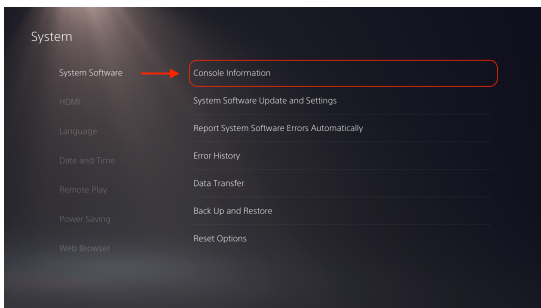 System
System Software
HDMI
Language
Date and Time
Remote Play
Power Saving
Web Browser
Console Information
System Software Update and Settings
Report System Software Errors Automatically
Error History
Data Transfer
Back Up and Restore
Reset Options